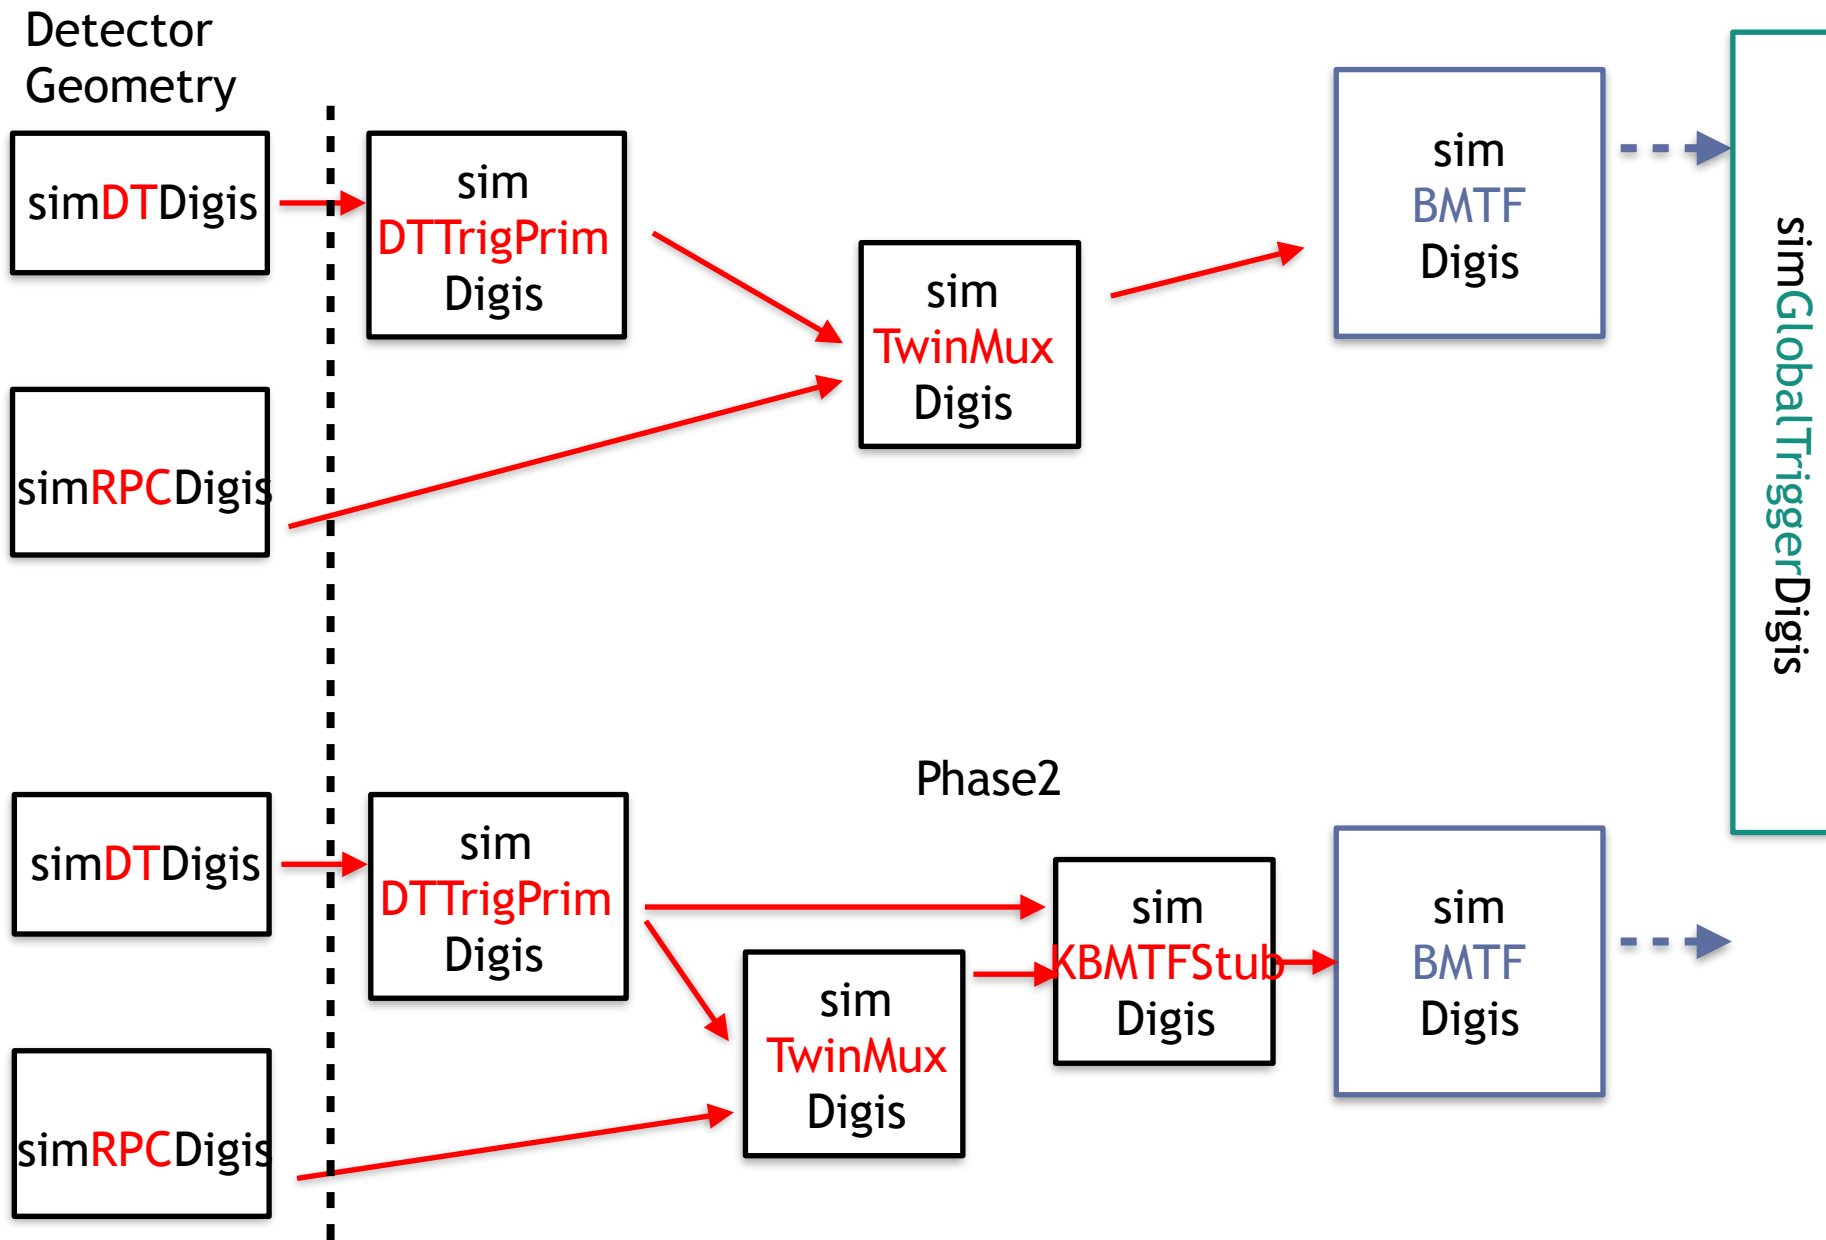 Detector
Geometry
simDTDigis
sim
DTTrigPrim
Digis
simRPCDigis
sim
TwinMux
Digis
sim
BMTF
Digis
simGlobalTriggerDigis
Phase2
simDTDigis
sim
DTTrigPrim
Digis
simRPCDigis
sim
TwinMux
Digis
sim
KBMTFStub
Digis
sim
BMTF
Digis